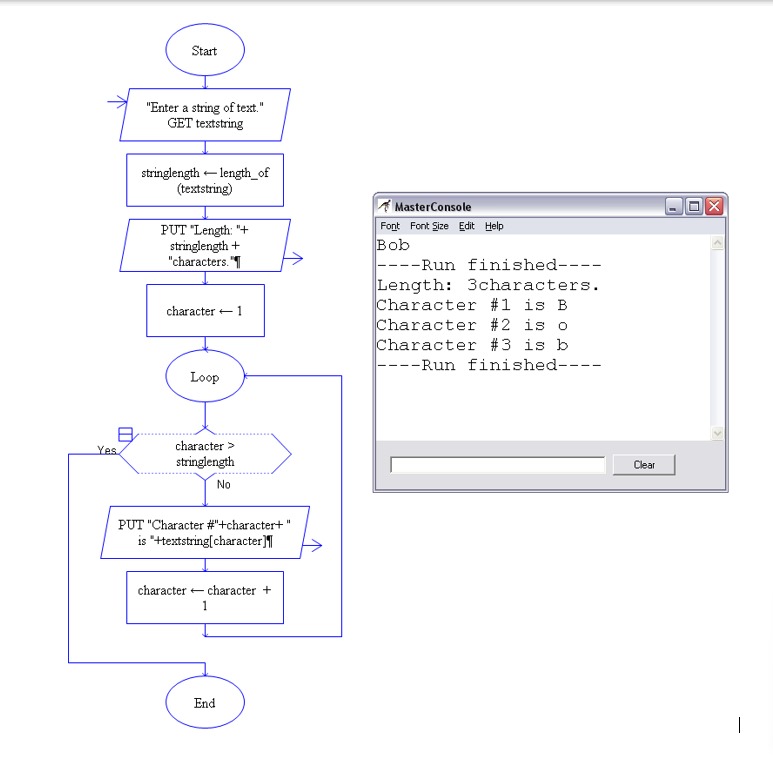 Start
"Enter a string of text."
GET textstring
stringlength ← length_of
(textstring)
PUT "Length: "+
stringlength +
"characters."¶
character ← 1
Loop
Yes
character >
stringlength
No
PUT "Character #"+character+ "
is "+textstring[character]¶
character ← character +
1
End
MasterConsole
Font Font Size Edit Help
Bob
----Run finished----
Length: 3characters.
Character #1 is B
Character #2 is o
Character #3 is b
----Run finished----
Clear